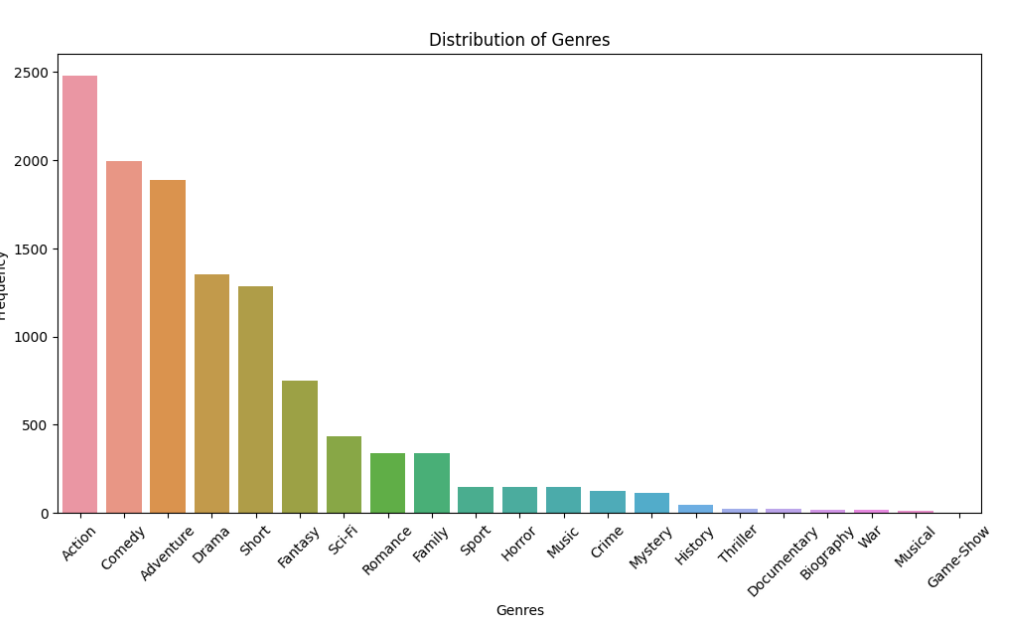 Distribution of Genres
2500
2000
1500
1000
500
0
Frequency
Action
Comedy
Adventure
Drama
Short
Fantasy
Sci-Fi
Romance
Family
Sport
Horror
Music
Crime
Mystery
History
Thriller
Documentary
Biography
War
Musical
Game-Show
Genres